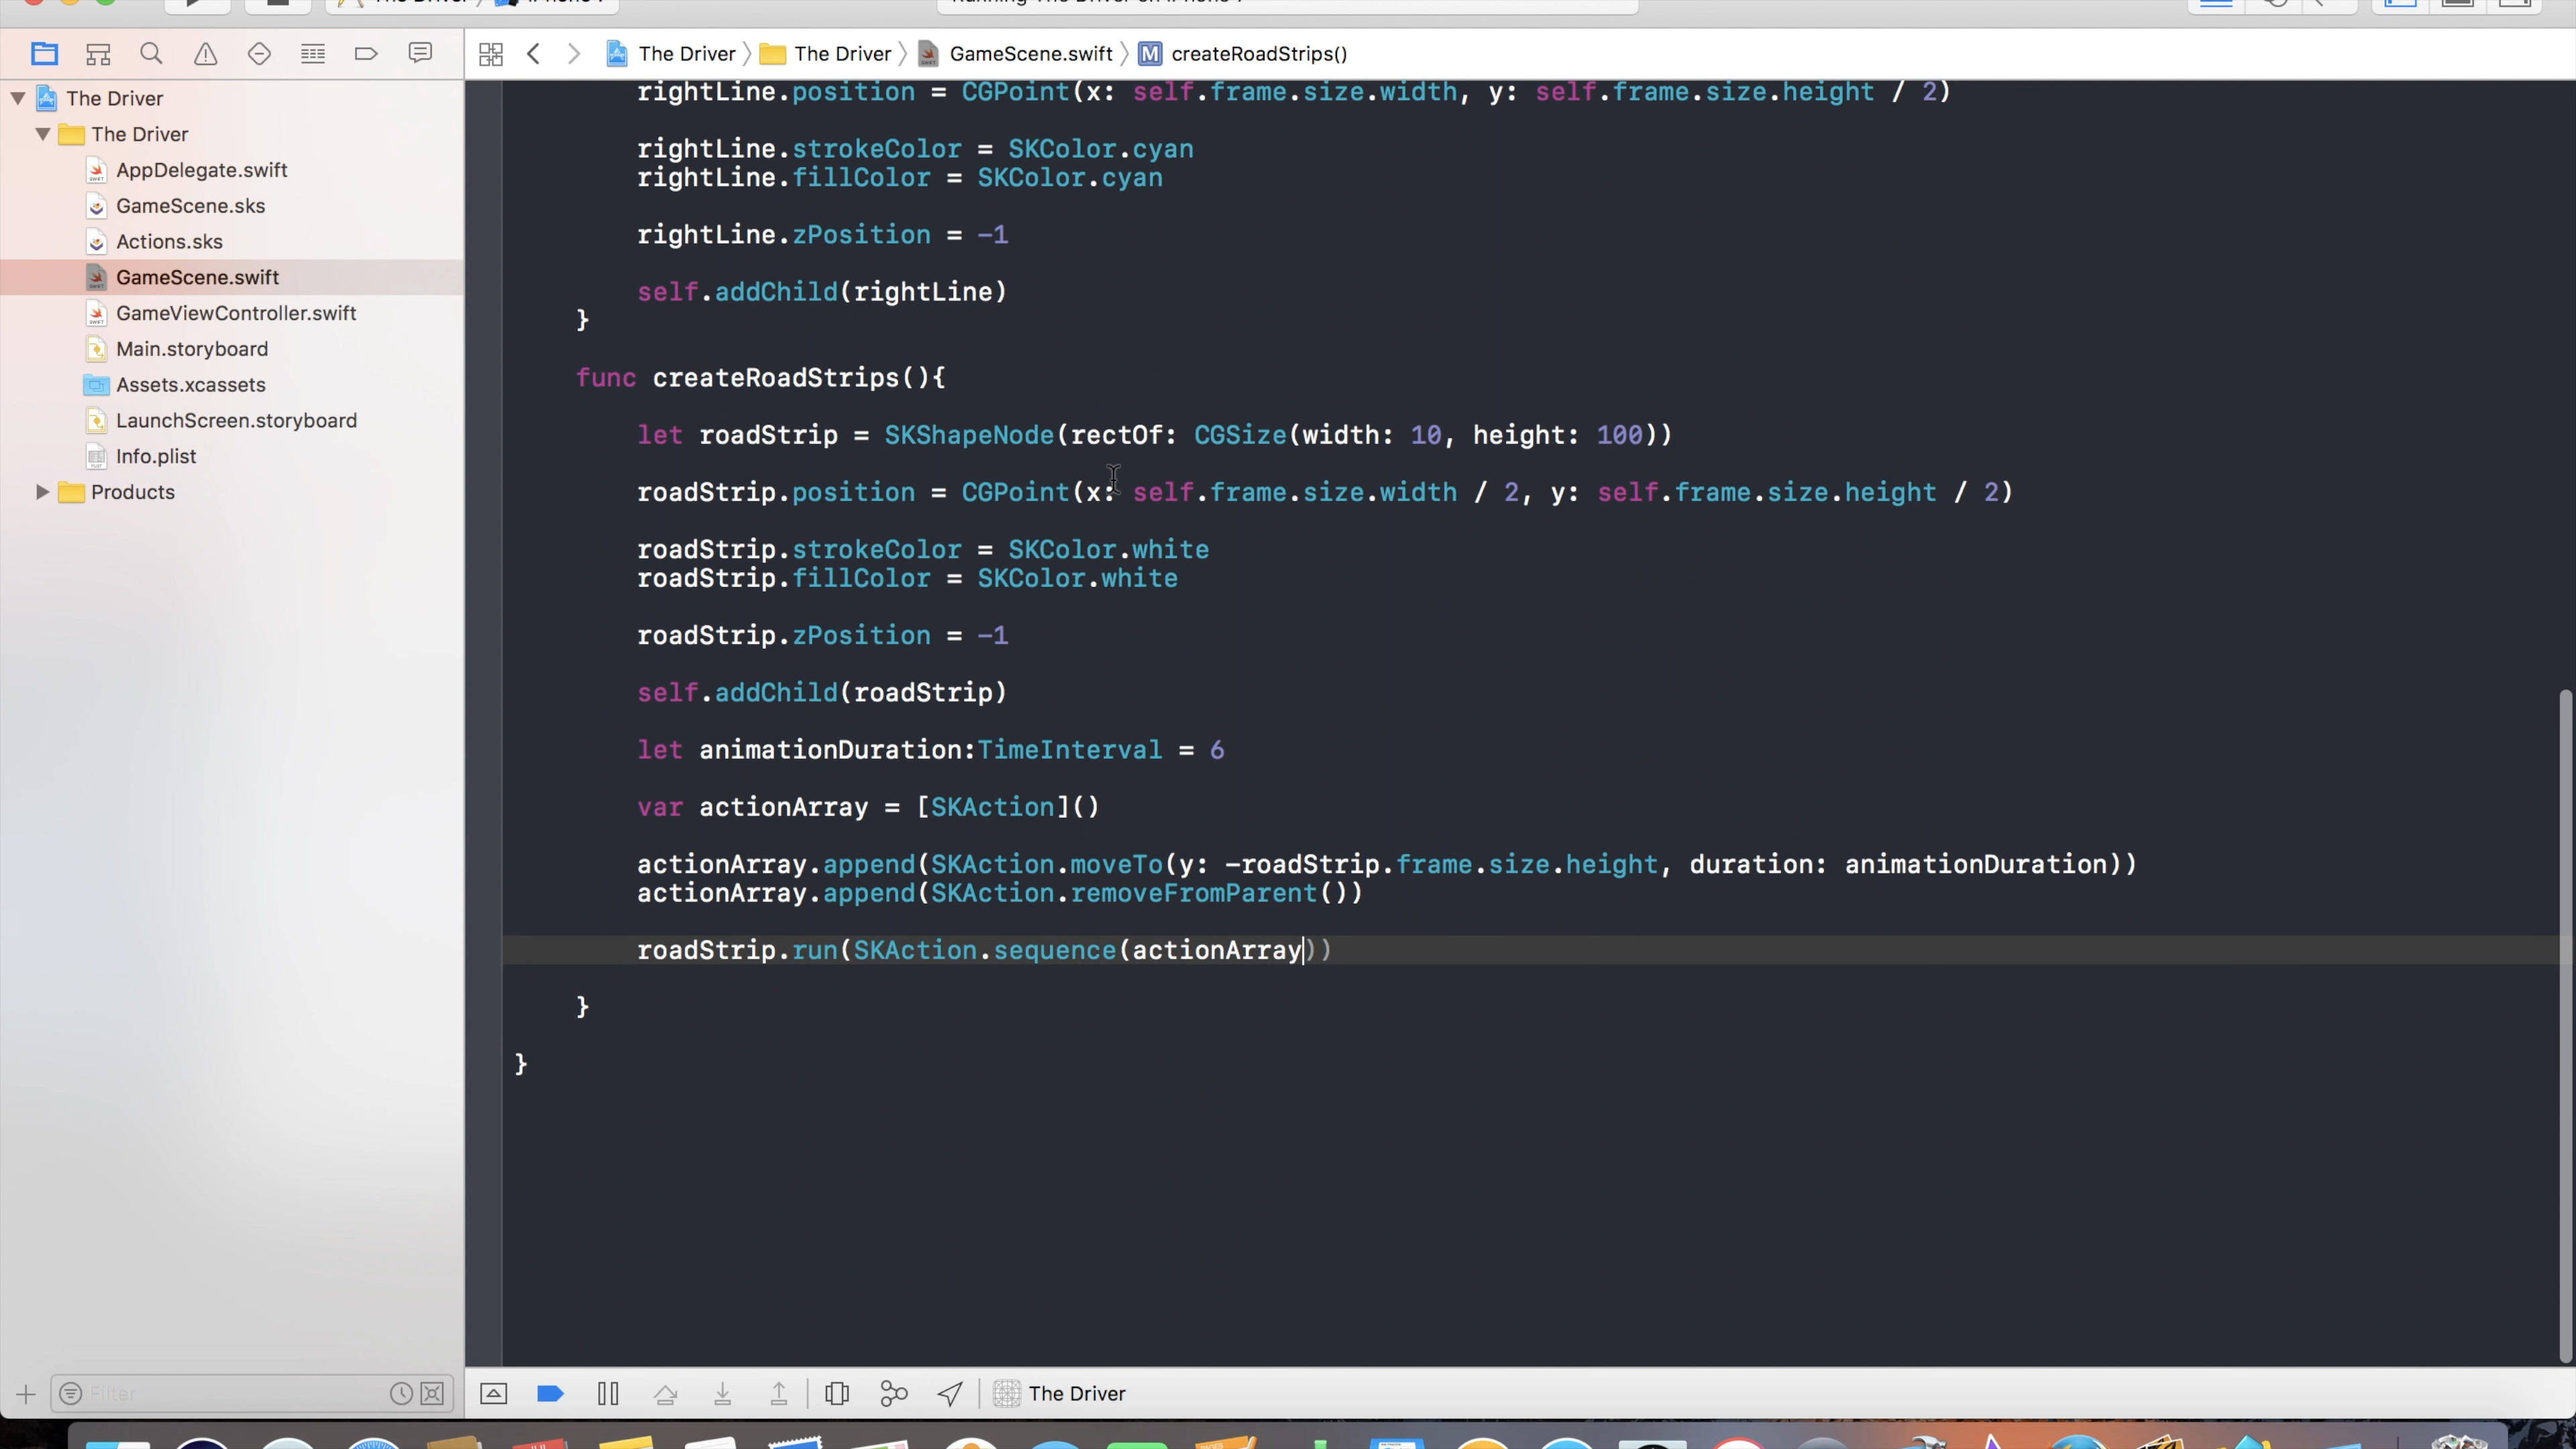 The Driver
The Driver
GameScene.swift
createRoadStrips()
The Driver
The Driver
AppDelegate.swift
GameScene.sks
Actions.sks
GameScene.swift
GameViewController.swift
Main.storyboard
Assets.xcassets
LaunchScreen.storyboard
Info.plist
Products
rightLine.position = CGPoint(x: self.frame.size.width, y: self.frame.size.height / 2)
rightLine.strokeColor = SKColor.cyan
rightLine.fillColor = SKColor.cyan
rightLine.zPosition = -1
self.addChild(rightLine)
}
func createRoadStrips(){
let roadStrip = SKShapeNode(rectOf: CGSize(width: 10, height: 100))
roadStrip.position = CGPoint(x: self.frame.size.width / 2, y: self.frame.size.height / 2)
roadStrip.strokeColor = SKColor.white
roadStrip.fillColor = SKColor.white
roadStrip.zPosition = -1
self.addChild(roadStrip)
let animationDuration:TimeInterval = 6
var actionArray = [SKAction]()
actionArray.append(SKAction.moveTo(y: -roadStrip.frame.size.height, duration: animationDuration))
actionArray.append(SKAction.removeFromParent())
roadStrip.run(SKAction.sequence(actionArray))
}
}
Filter
The Driver